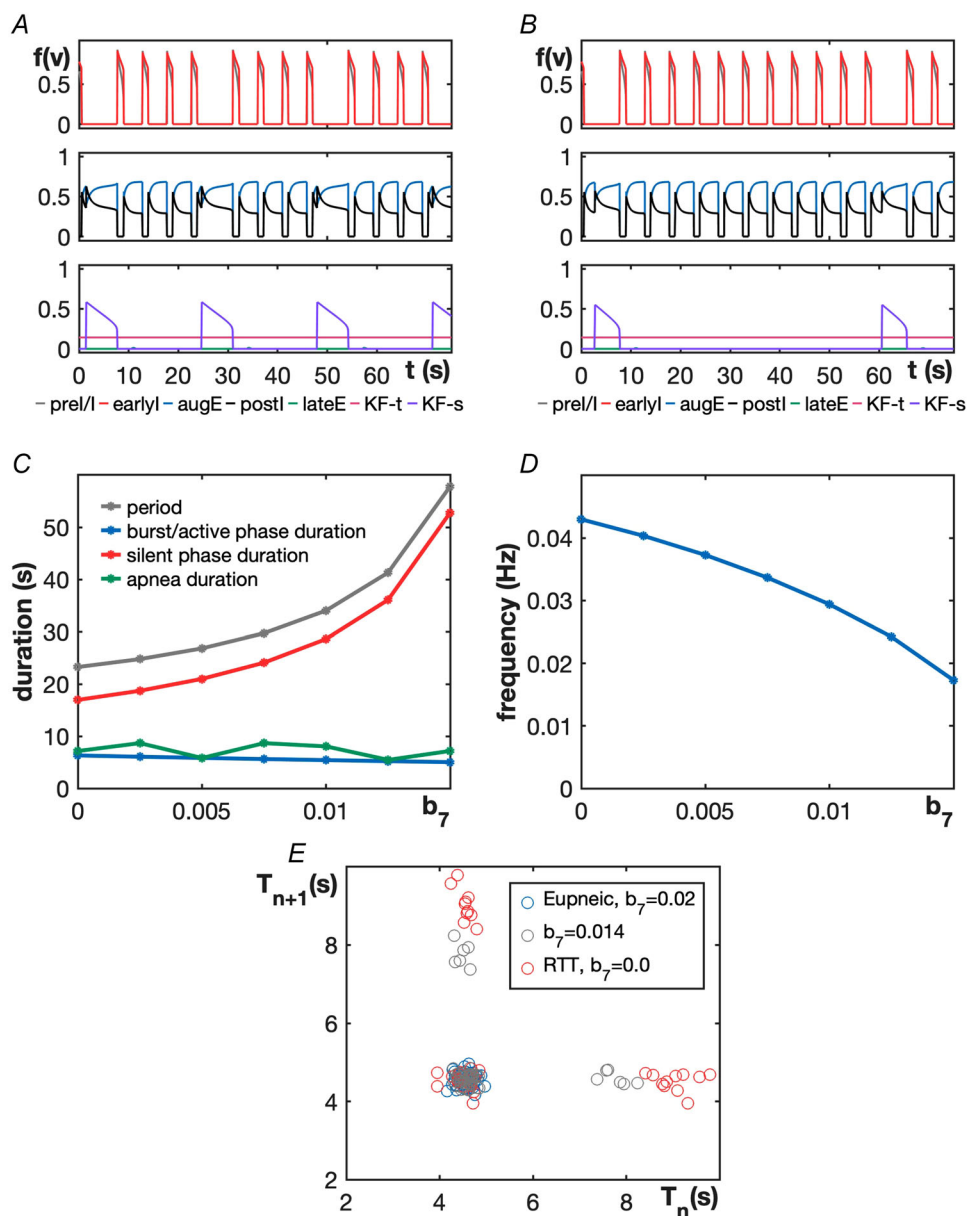 A
B
f(v)
0.5
0
f(v)
0.5
0
1
0.5
0
1
0.5
0
1
0.5
0
1
0.5
0
0 10 20 30 40 50 60 t (s)
0 10 20 30 40 50 60 t (s)
preI/I earlyI augE postI lateE KF-t KF-s
preI/I earlyI augE postI lateE KF-t KF-s
C
D
duration (s)
50
40
30
20
10
0
period
burst/active phase duration
silent phase duration
apnea duration
0 0.005 0.01 b7
frequency (Hz)
0.04
0.03
0.02
0.01
0
0 0.005 0.01 b7
E
Tn+1(s)
8
6
4
2
Eupneic, b7=0.02
b7=0.014
RTT, b7=0.0
2 4 6 8 Tn(s)